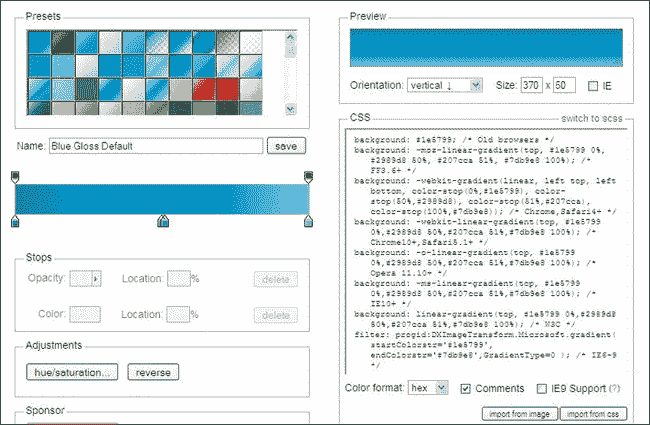 Presets
Name: Blue Gloss Default save
Stops
Opacity: Location: % delete
Color: Location: % delete
Adjustments
hue/saturation... reverse
Sponsor
Preview
Orientation: vertical ↓ Size: 370 x 50 IE
CSS switch to scss
background: #1e5799; /* Old browsers */
background: -moz-linear-gradient(top, #1e5799 0%,
#2989d8 50%, #207cca 51%, #7db9e8 100%); /*
FF3.6+ */
background: -webkit-gradient(linear, left top, left
bottom, color-stop(0%,#1e5799), color-
stop(50%,#2989d8), color-stop(51%,#207cca),
color-stop(100%,#7db9e8)); /* Chrome,Safari4+ */
background: -webkit-linear-gradient(top, #1e5799
0%,#2989d8 50%,#207cca 51%,#7db9e8 100%); /*
Chrome10+,Safari5.1+ */
background: -o-linear-gradient(top, #1e5799
0%,#2989d8 50%,#207cca 51%,#7db9e8 100%); /*
Opera 11.10+ */
background: -ms-linear-gradient(top, #1e5799
0%,#2989d8 50%,#207cca 51%,#7db9e8 100%); /*
IE10+ */
background: linear-gradient(top, #1e5799 0%,#2989d8
50%,#207cca 51%,#7db9e8 100%); /* W3C */
filter: progid:DXImageTransform.Microsoft.gradient(
startColorstr='#1e5799',
endColorstr='#7db9e8',GradientType=0 ); /* IE6-9
*/
Color format: hex Comments IE9 Support (?)
import from image import from css